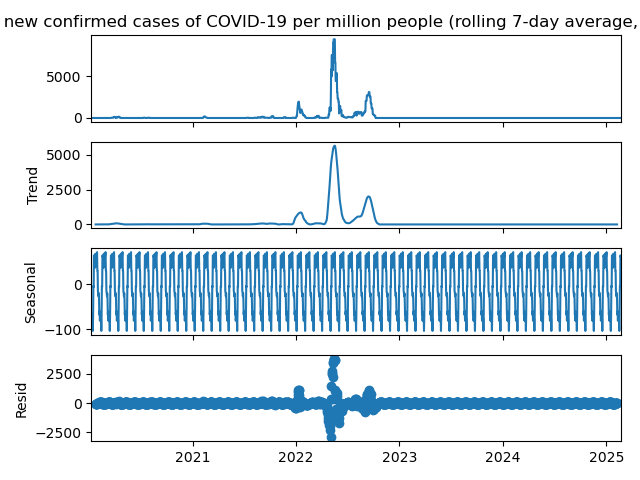 new confirmed cases of COVID-19 per million people (rolling 7-day average,
5000
0
5000
2500
0
Trend
0
−100
Seasonal
2500
0
−2500
Resid
2021 2022 2023 2024 2025